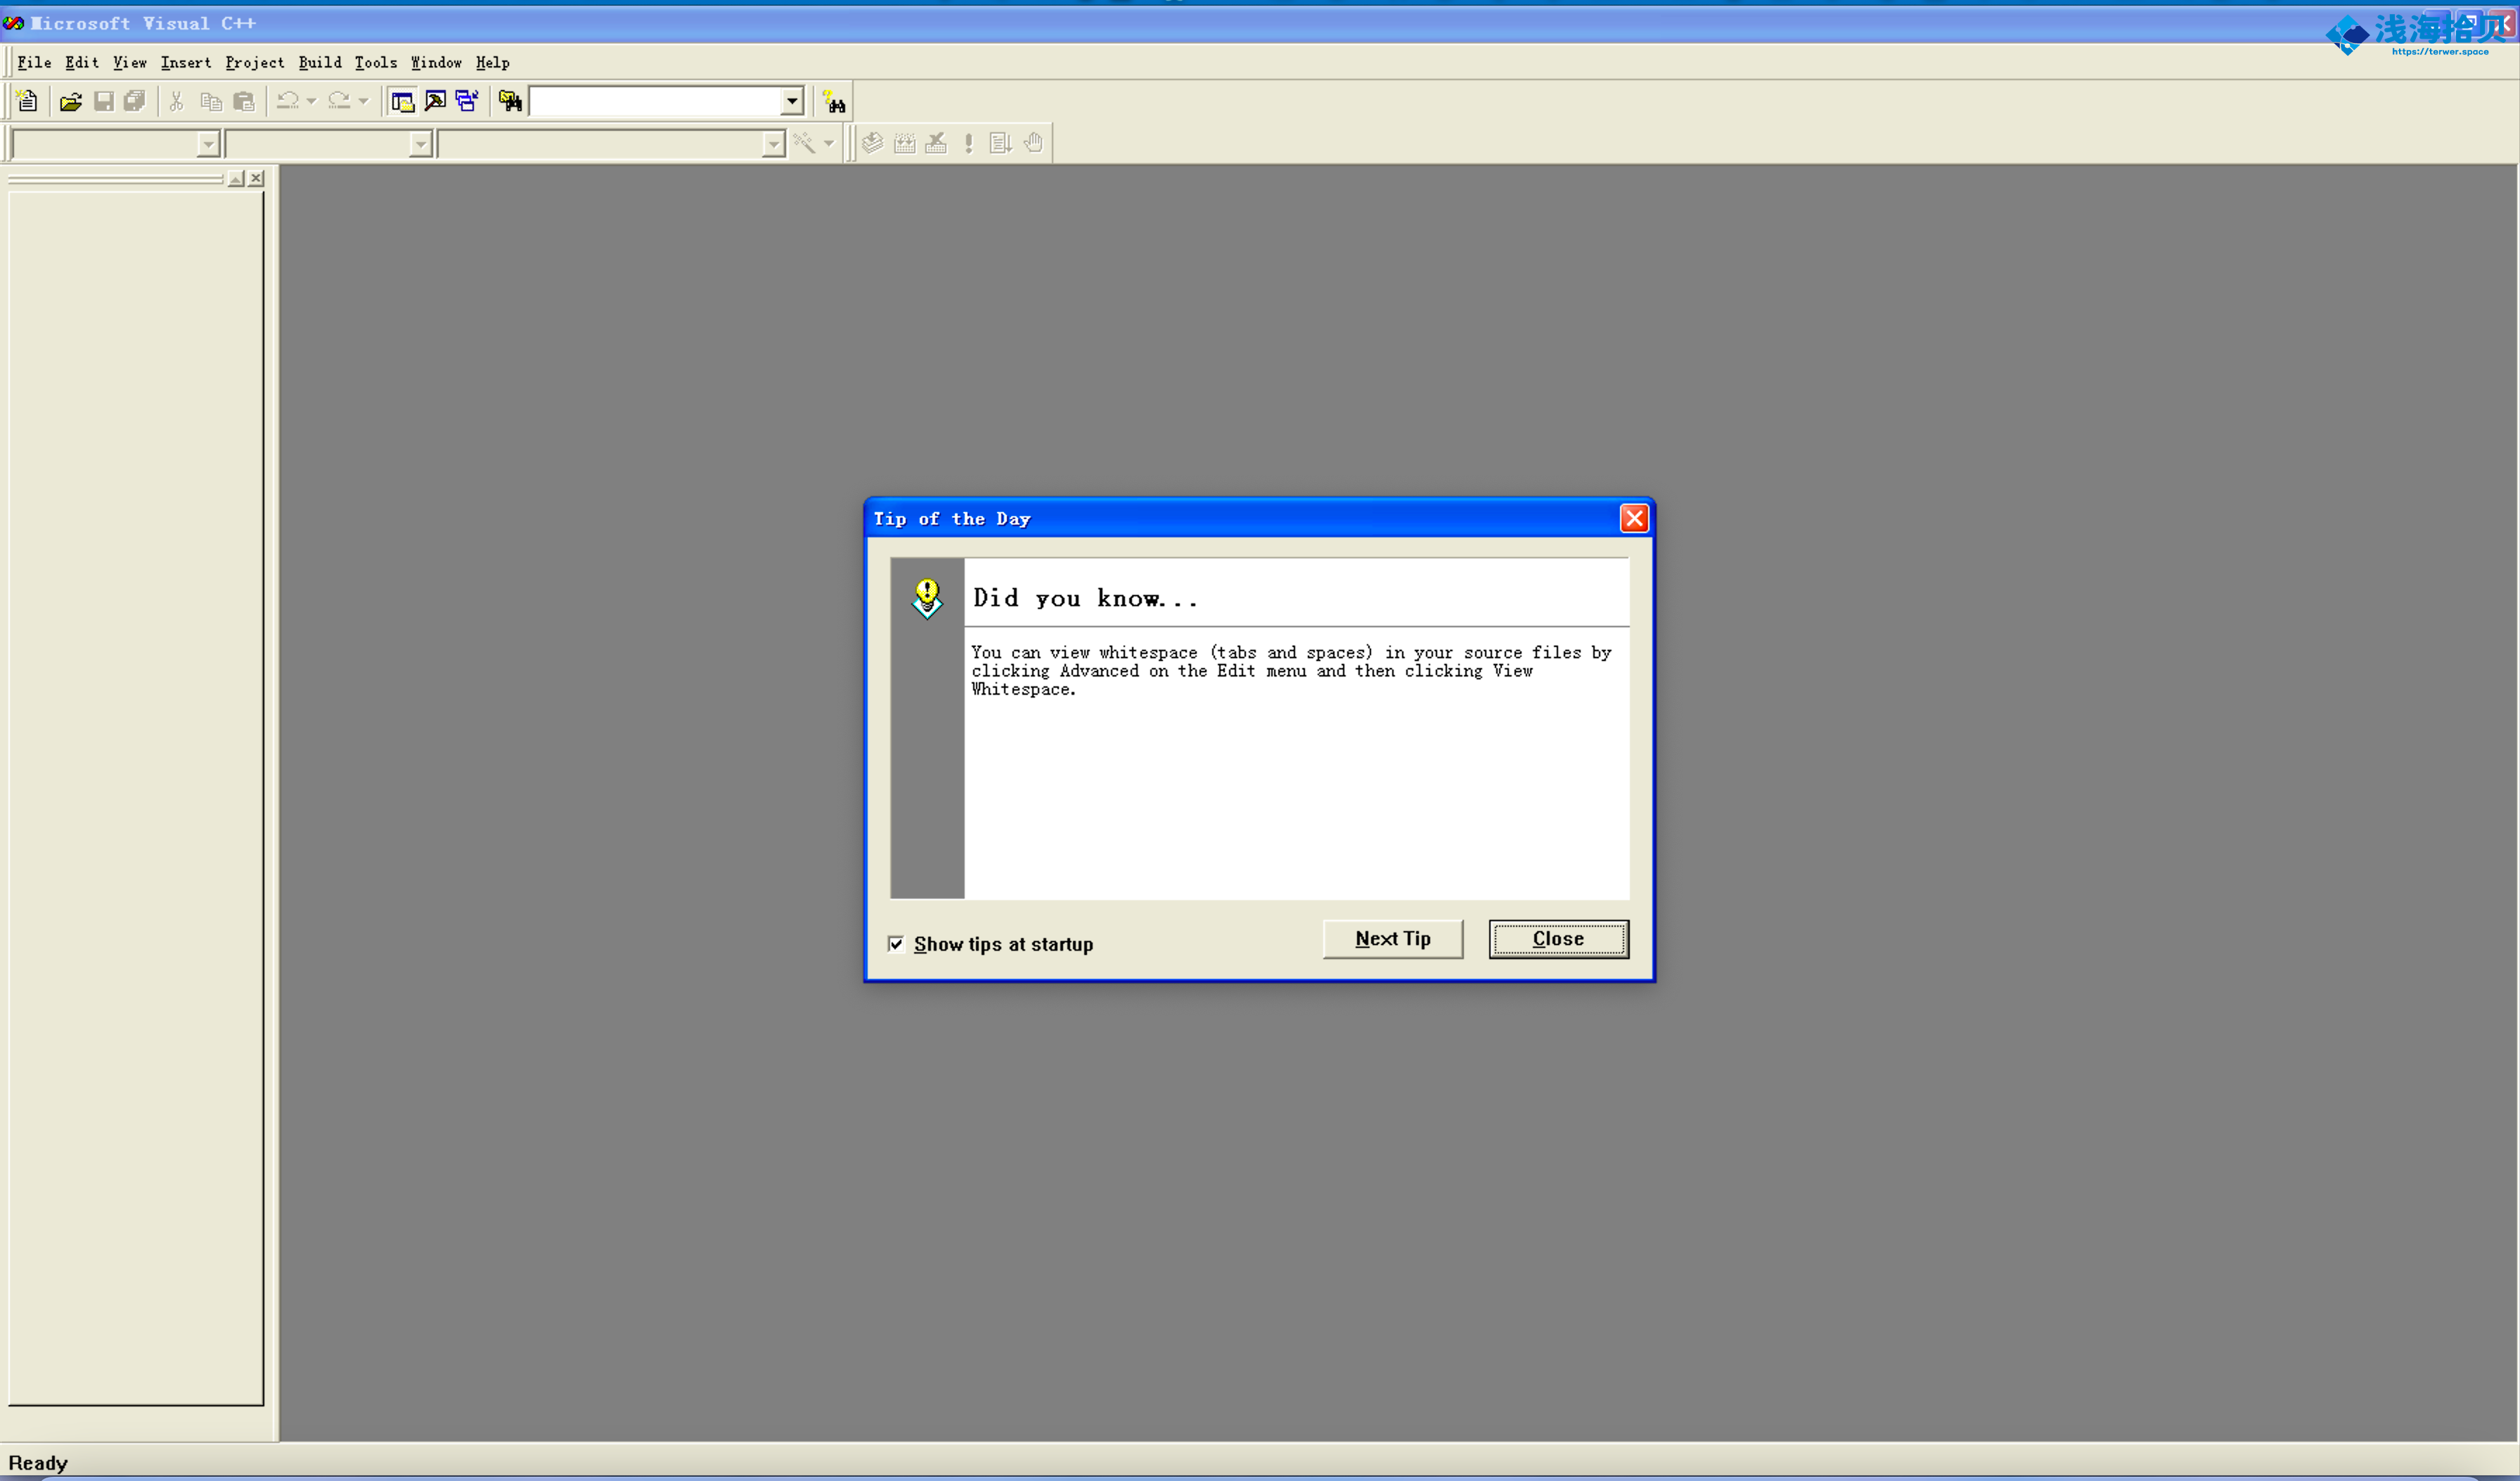 Microsoft Visual C++
浅海拾贝
https://terwer.space
File Edit View Insert Project Build Tools Window Help
Tip of the Day
Did you know...
You can view whitespace (tabs and spaces) in your source files by
clicking Advanced on the Edit menu and then clicking View
Whitespace.
Show tips at startup
Next Tip
Close
Ready